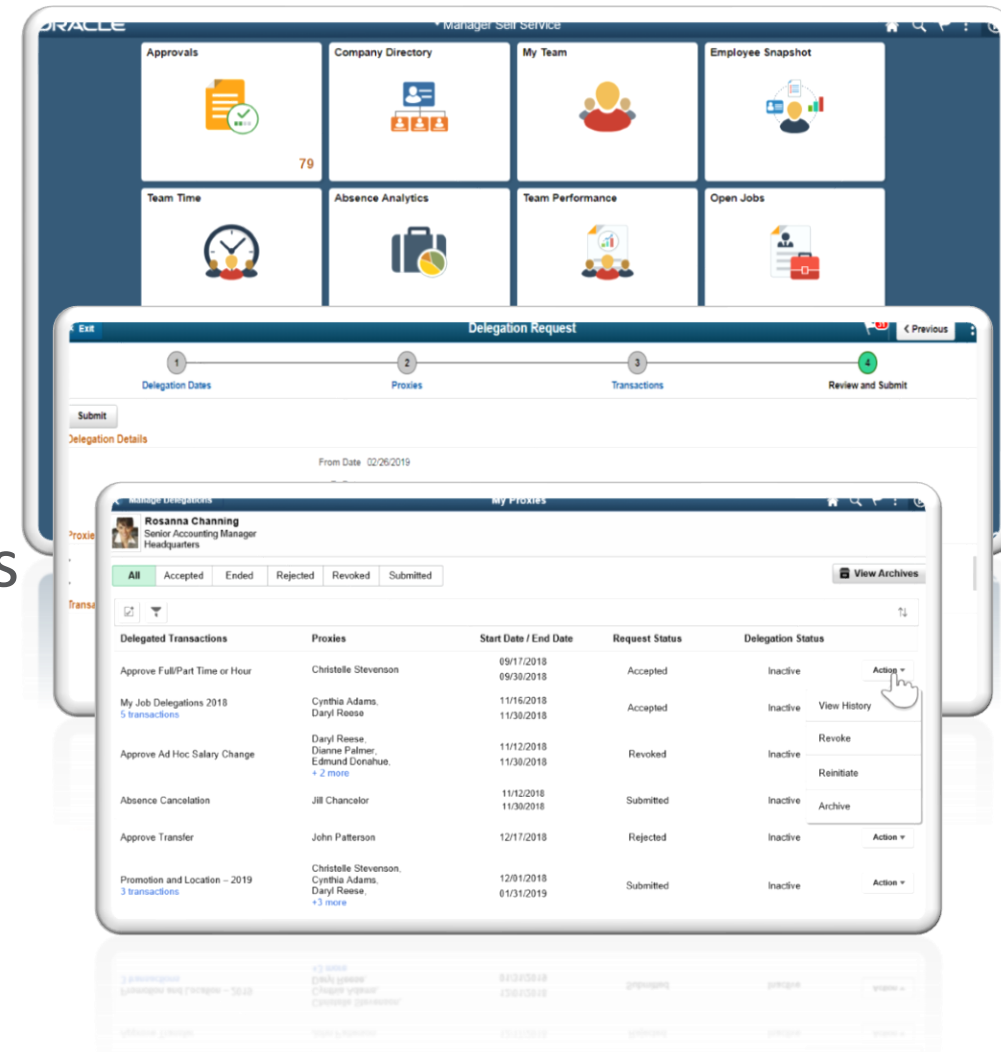 ORACLE
Manager Self Service
Approvals
Company Directory
My Team
Employee Snapshot
79
Team Time
Absence Analytics
Team Performance
Open Jobs
Exit
Delegation Request
< Previous
1
2
3
4
Delegation Dates
Proxies
Transactions
Review and Submit
Submit
Delegation Details
From Date 02/26/2019
Manage Delegations
My Proxies
Rosanna Channing
Senior Accounting Manager
Headquarters
Proxie
S
All Accepted Ended Rejected Revoked Submitted
View Archives
Transa
Delegated Transactions Proxies Start Date / End Date Request Status Delegation Status
Approve Full/Part Time or Hour Christelle Stevenson 09/17/2018 Accepted Inactive Action
09/30/2018
My Job Delegations 2018 Cynthia Adams, 11/16/2018 Accepted Inactive View History
5 transactions Daryl Reese 11/30/2018
Revoke
Approve Ad Hoc Salary Change Daryl Reese, 11/12/2018 Revoked Inactive
Dianne Palmer, 11/30/2018
Edmund Donahue, Reinitiate
+ 2 more
Absence Cancelation Jill Chancelor 11/12/2018 Submitted Inactive Archive
11/30/2018
Approve Transfer John Patterson 12/17/2018 Rejected Inactive Action
Promotion and Location – 2019 Christelle Stevenson, 12/01/2018 Submitted Inactive Action
3 transactions Cynthia Adams, 01/31/2019
Daryl Reese,
+3 more